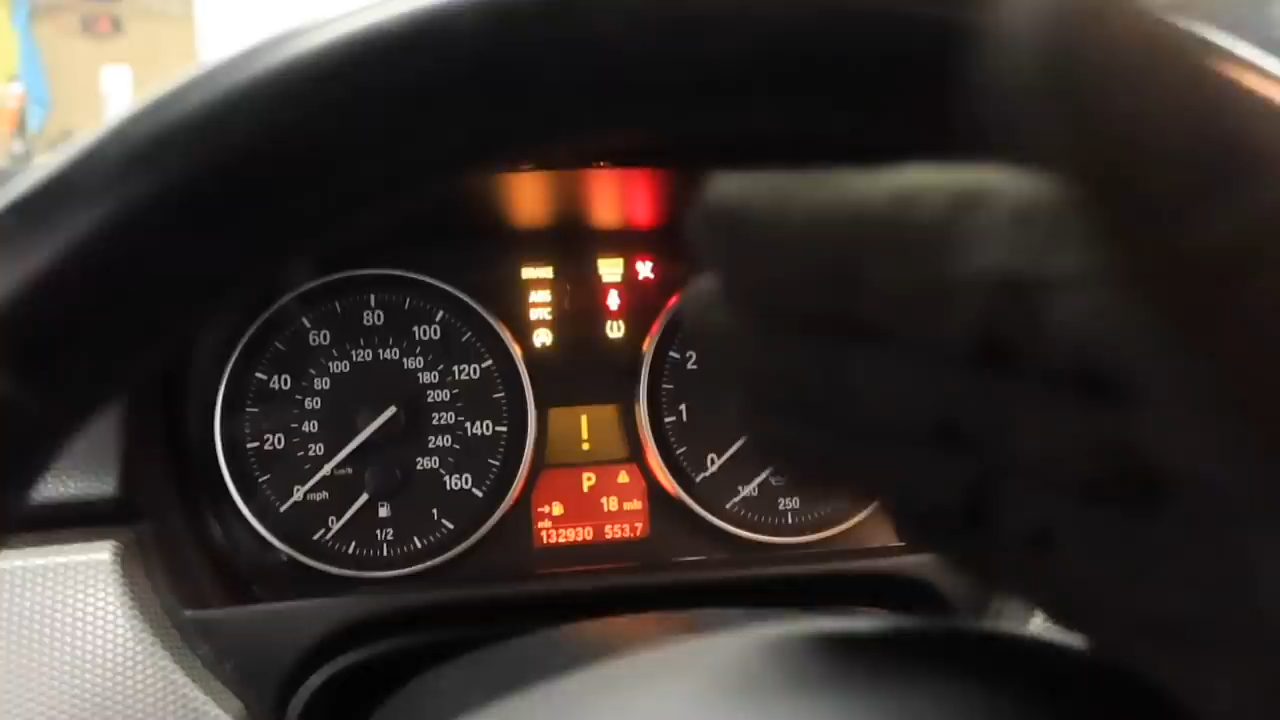 BRAKE
ABS
DTC
20 40 60 80 100 120 140 160
20 40 60 80 100 120 140 160 180 200 220 240 260
km/h
0 mph
0 1/2 1
0 1 2
250
!
P
18 mls
mls
132930 553.7